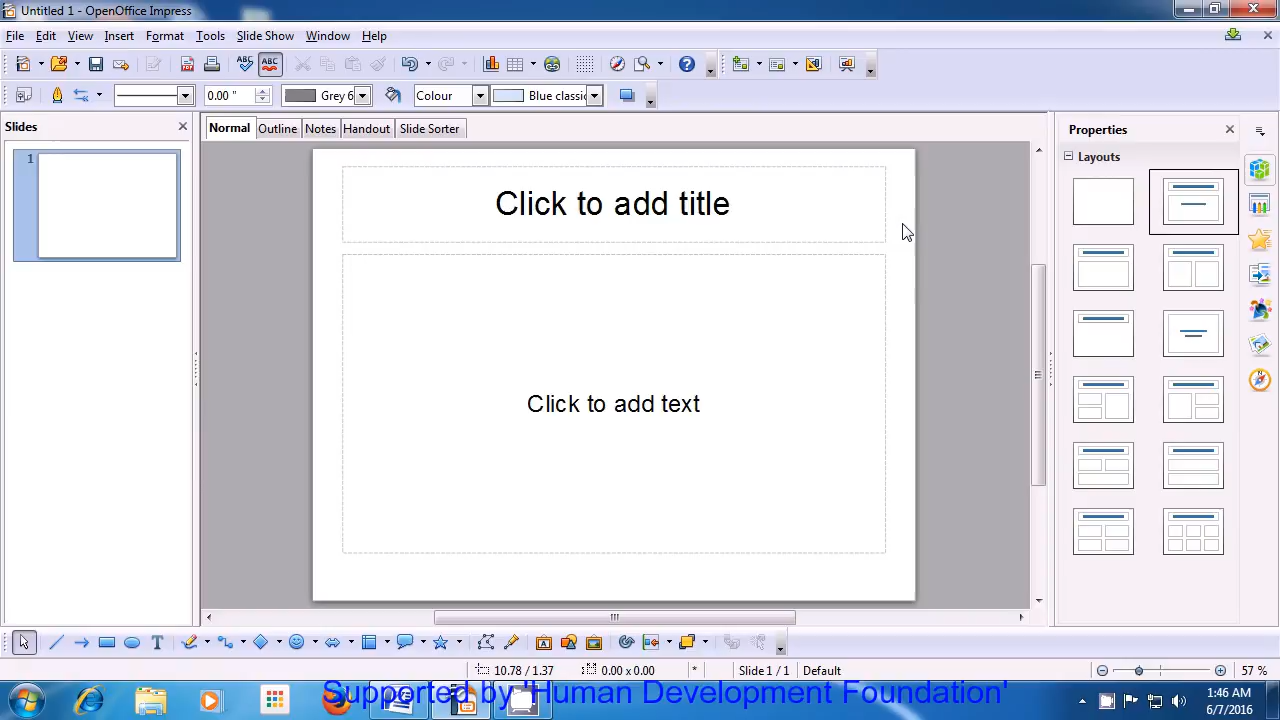 Untitled 1 - OpenOffice Impress
File Edit View Insert Format Tools Slide Show Window Help
ABC ABC
0.00 " Grey 6 Colour Blue classic
Slides
Normal Outline Notes Handout Slide Sorter
Properties
Layouts
1
Click to add title
Click to add text
T
10.78 / 1.37 0.00 x 0.00 * Slide 1 / 1 Default 57 %
Supported by 'Human Development Foundation'
1:46 AM
6/7/2016